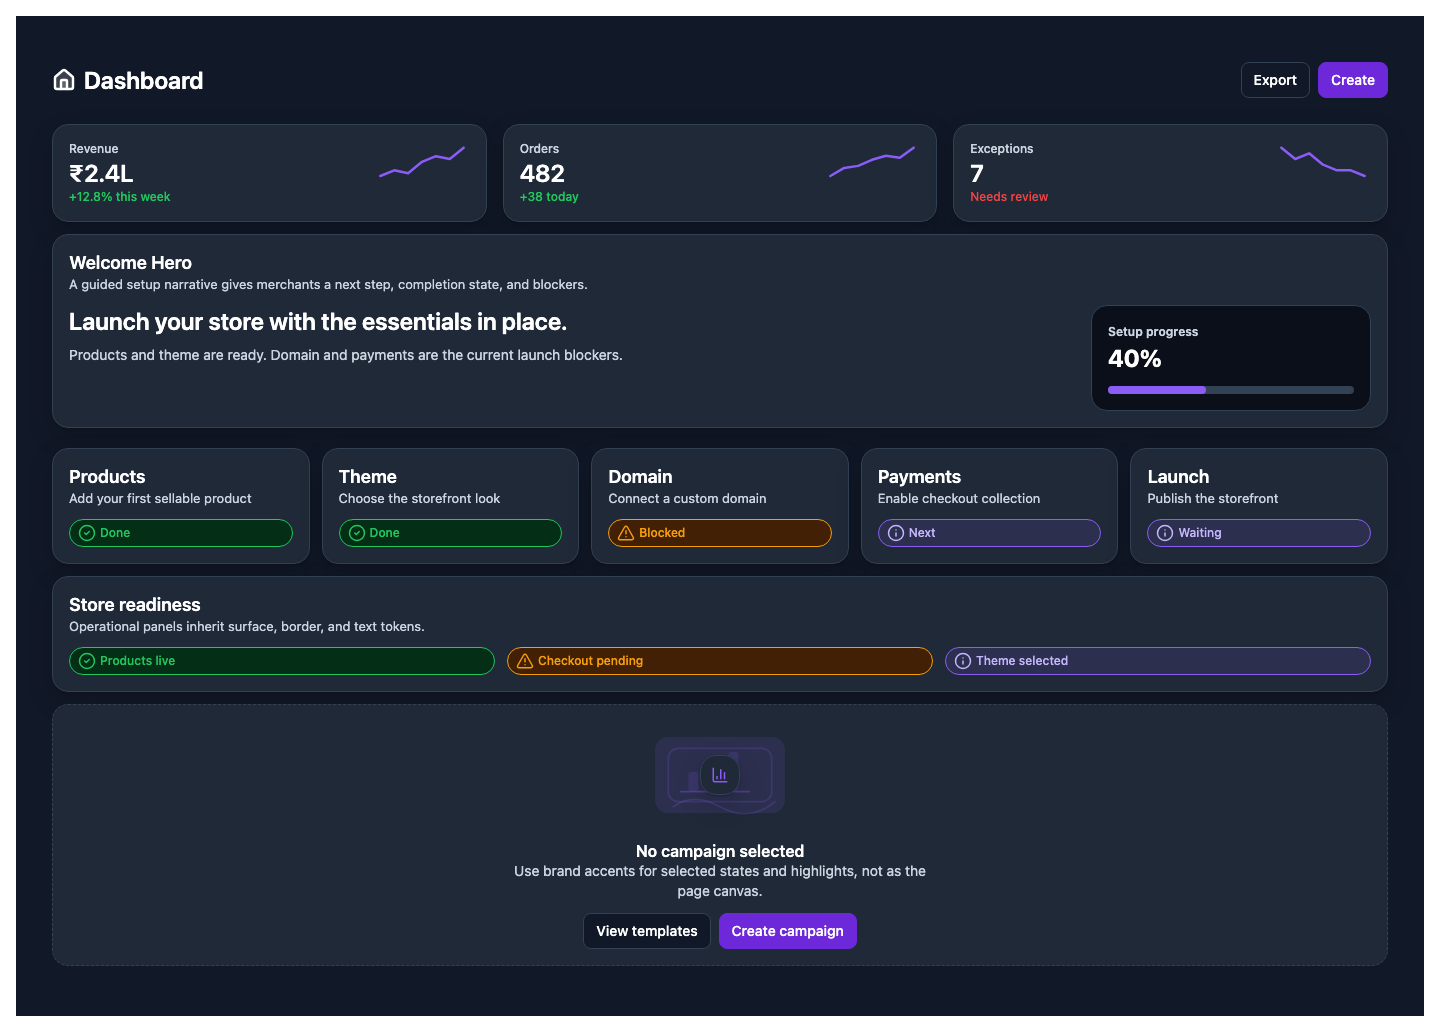 Dashboard
Export
Create
Revenue
₹2.4L
+12.8% this week
Orders
482
+38 today
Exceptions
7
Needs review
Welcome Hero
A guided setup narrative gives merchants a next step, completion state, and blockers.
Launch your store with the essentials in place.
Products and theme are ready. Domain and payments are the current launch blockers.
Setup progress
40%
Products
Add your first sellable product
Done
Theme
Choose the storefront look
Done
Domain
Connect a custom domain
Blocked
Payments
Enable checkout collection
Next
Launch
Publish the storefront
Waiting
Store readiness
Operational panels inherit surface, border, and text tokens.
Products live
Checkout pending
Theme selected
No campaign selected
Use brand accents for selected states and highlights, not as the
page canvas.
View templates
Create campaign